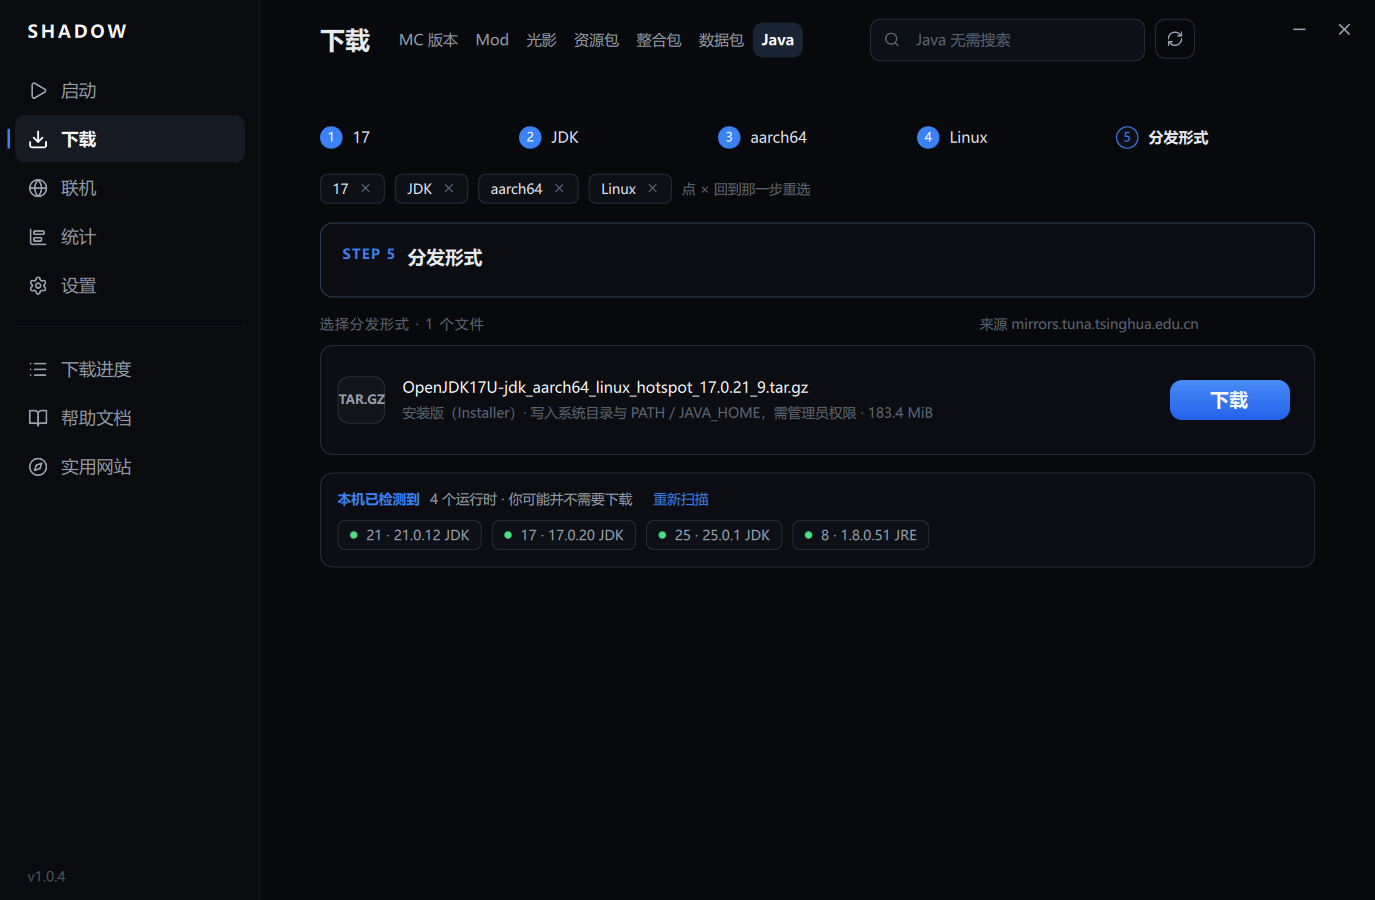 SHADOW
启动
下载
联机
统计
设置
下载进度
帮助文档
实用网站
v1.0.4
下载 MC 版本 Mod 光影 资源包 整合包 数据包 Java
Java 无需搜索
1 17 2 JDK 3 aarch64 4 Linux 5 分发形式
17 × JDK × aarch64 × Linux × 点 × 回到那一步重选
STEP 5 分发形式
选择分发形式 · 1 个文件
来源 mirrors.tuna.tsinghua.edu.cn
TAR.GZ
OpenJDK17U-jdk_aarch64_linux_hotspot_17.0.21_9.tar.gz
安装版（Installer）· 写入系统目录与 PATH / JAVA_HOME，需管理员权限 · 183.4 MiB
下载
本机已检测到 4 个运行时 · 你可能并不需要下载 重新扫描
21 · 21.0.12 JDK 17 · 17.0.20 JDK 25 · 25.0.1 JDK 8 · 1.8.0.51 JRE